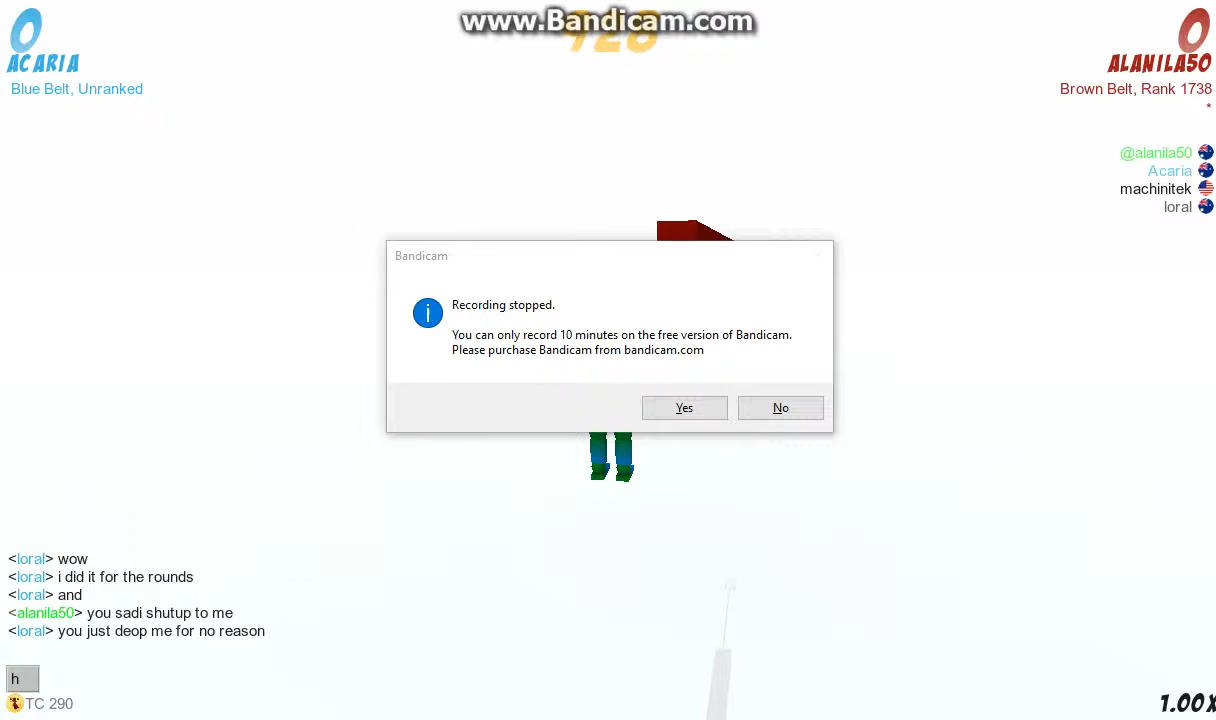 www.Bandicam.com
0
ACARIA
Blue Belt, Unranked
0
ALANILA50
Brown Belt, Rank 1738
*
@alanila50
Acaria
machinitek
loral
Bandicam
Recording stopped.
You can only record 10 minutes on the free version of Bandicam.
Please purchase Bandicam from bandicam.com
Yes
No
<loral> wow
<loral> i did it for the rounds
<loral> and
<alanila50> you sadi shutup to me
<loral> you just deop me for no reason
h
TC 290
1.00X